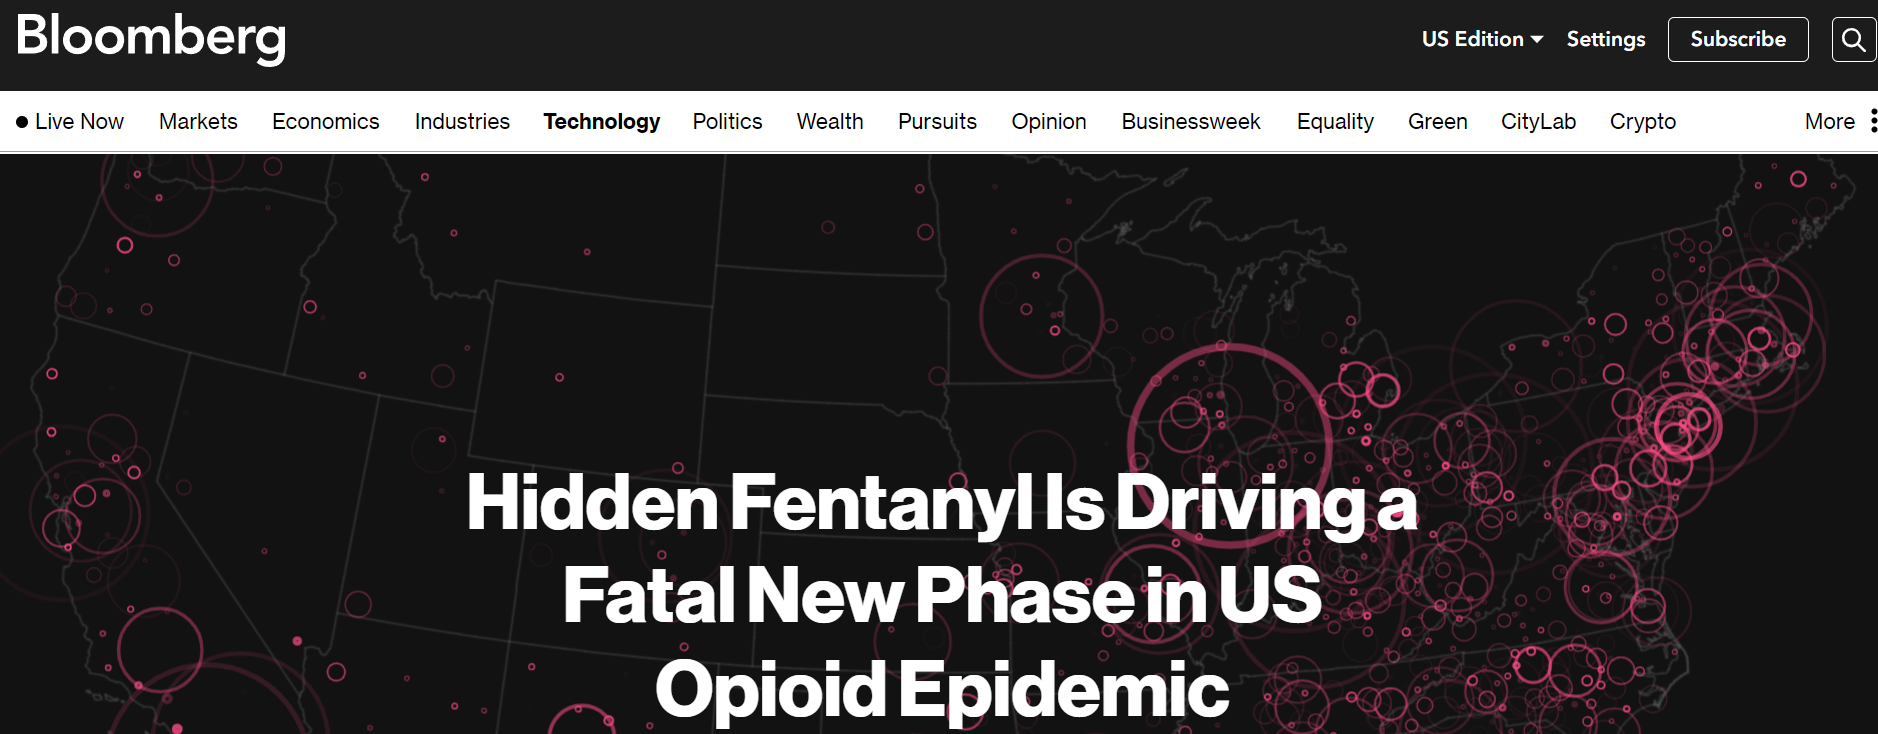 Bloomberg
US Edition Settings Subscribe
Live Now Markets Economics Industries Technology Politics Wealth Pursuits Opinion Businessweek Equality Green CityLab Crypto More
Hidden Fentanyl Is Driving a
Fatal New Phase in US
Opioid Epidemic